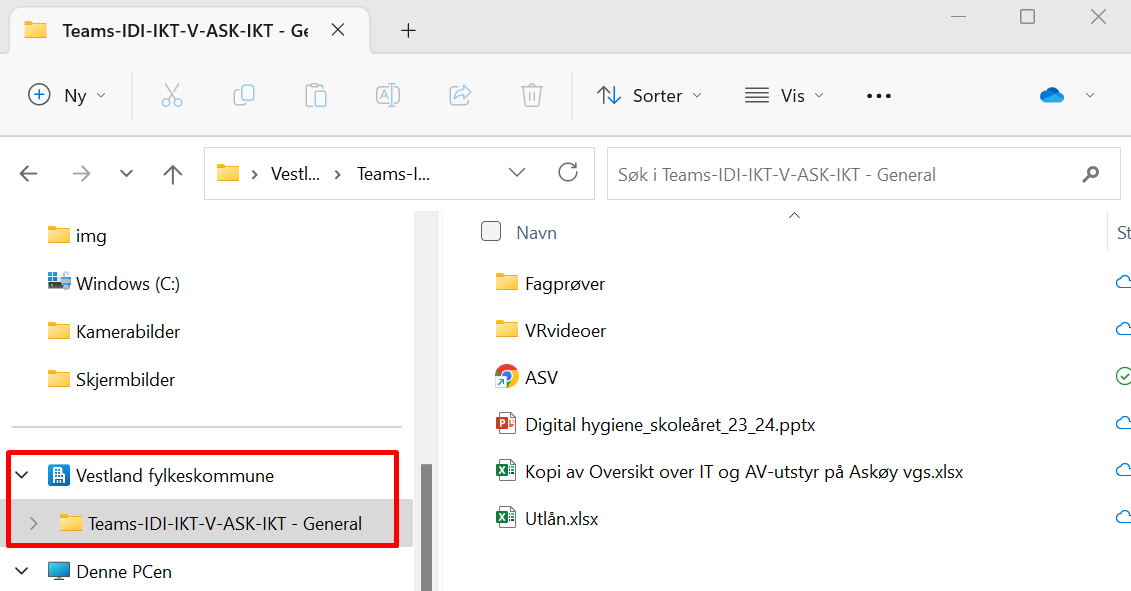 Teams-IDI-IKT-V-ASK-IKT - Ge
Ny
Sorter
Vis
Vestl...
Teams-I...
Søk i Teams-IDI-IKT-V-ASK-IKT - General
img
Windows (C:)
Kamerabilder
Skjermbilder
Vestland fylkeskommune
Teams-IDI-IKT-V-ASK-IKT - General
Denne PCen
Navn
St
Fagprøver
VRvideoer
ASV
Digital hygiene_skoleåret_23_24.pptx
Kopi av Oversikt over IT og AV-utstyr på Askøy vgs.xlsx
Utlån.xlsx